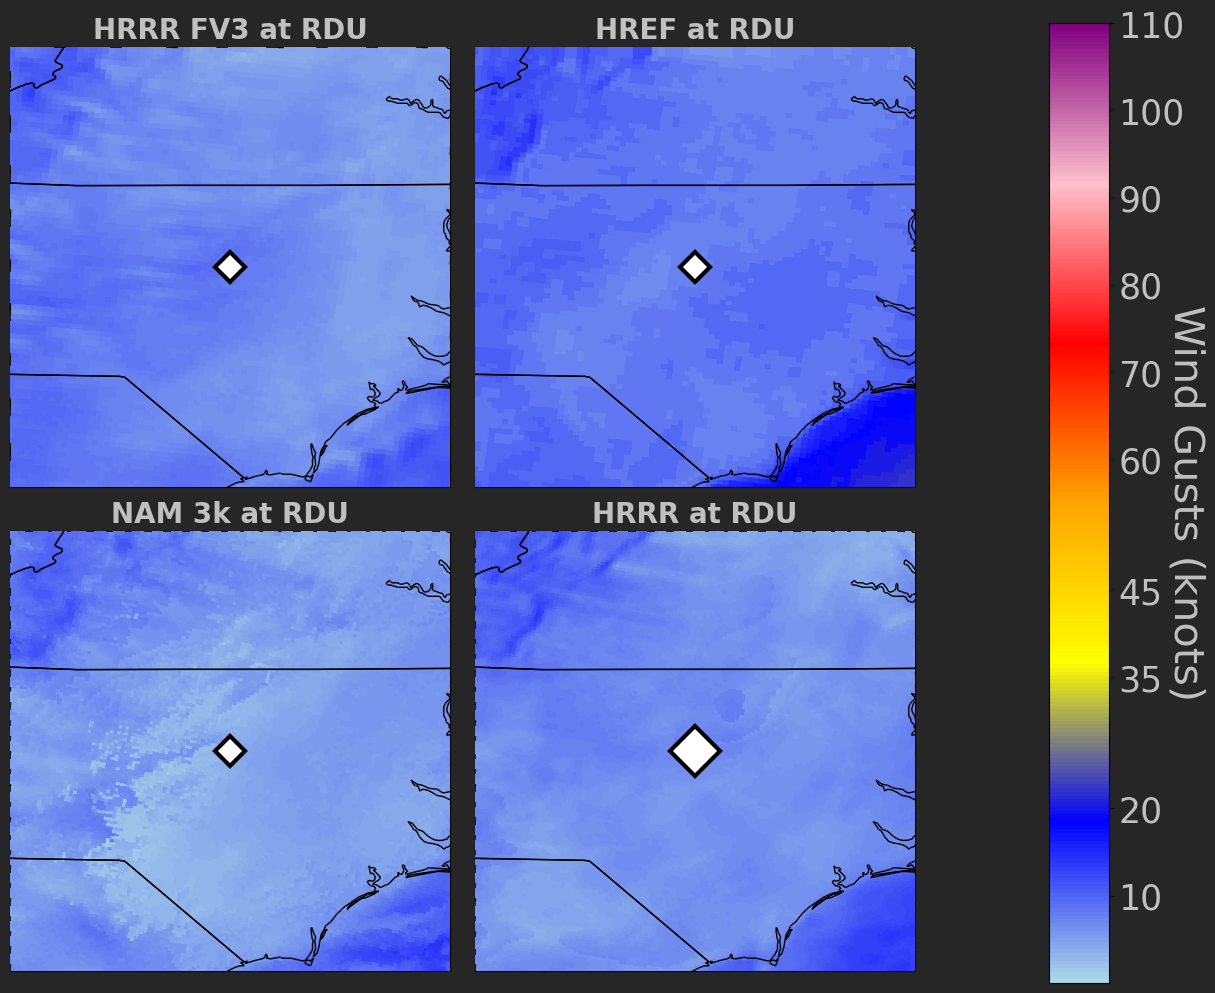 HRRR FV3 at RDU
HREF at RDU
NAM 3k at RDU
HRRR at RDU
110
100
90
80
70
60
45
35
20
10
Wind Gusts (knots)